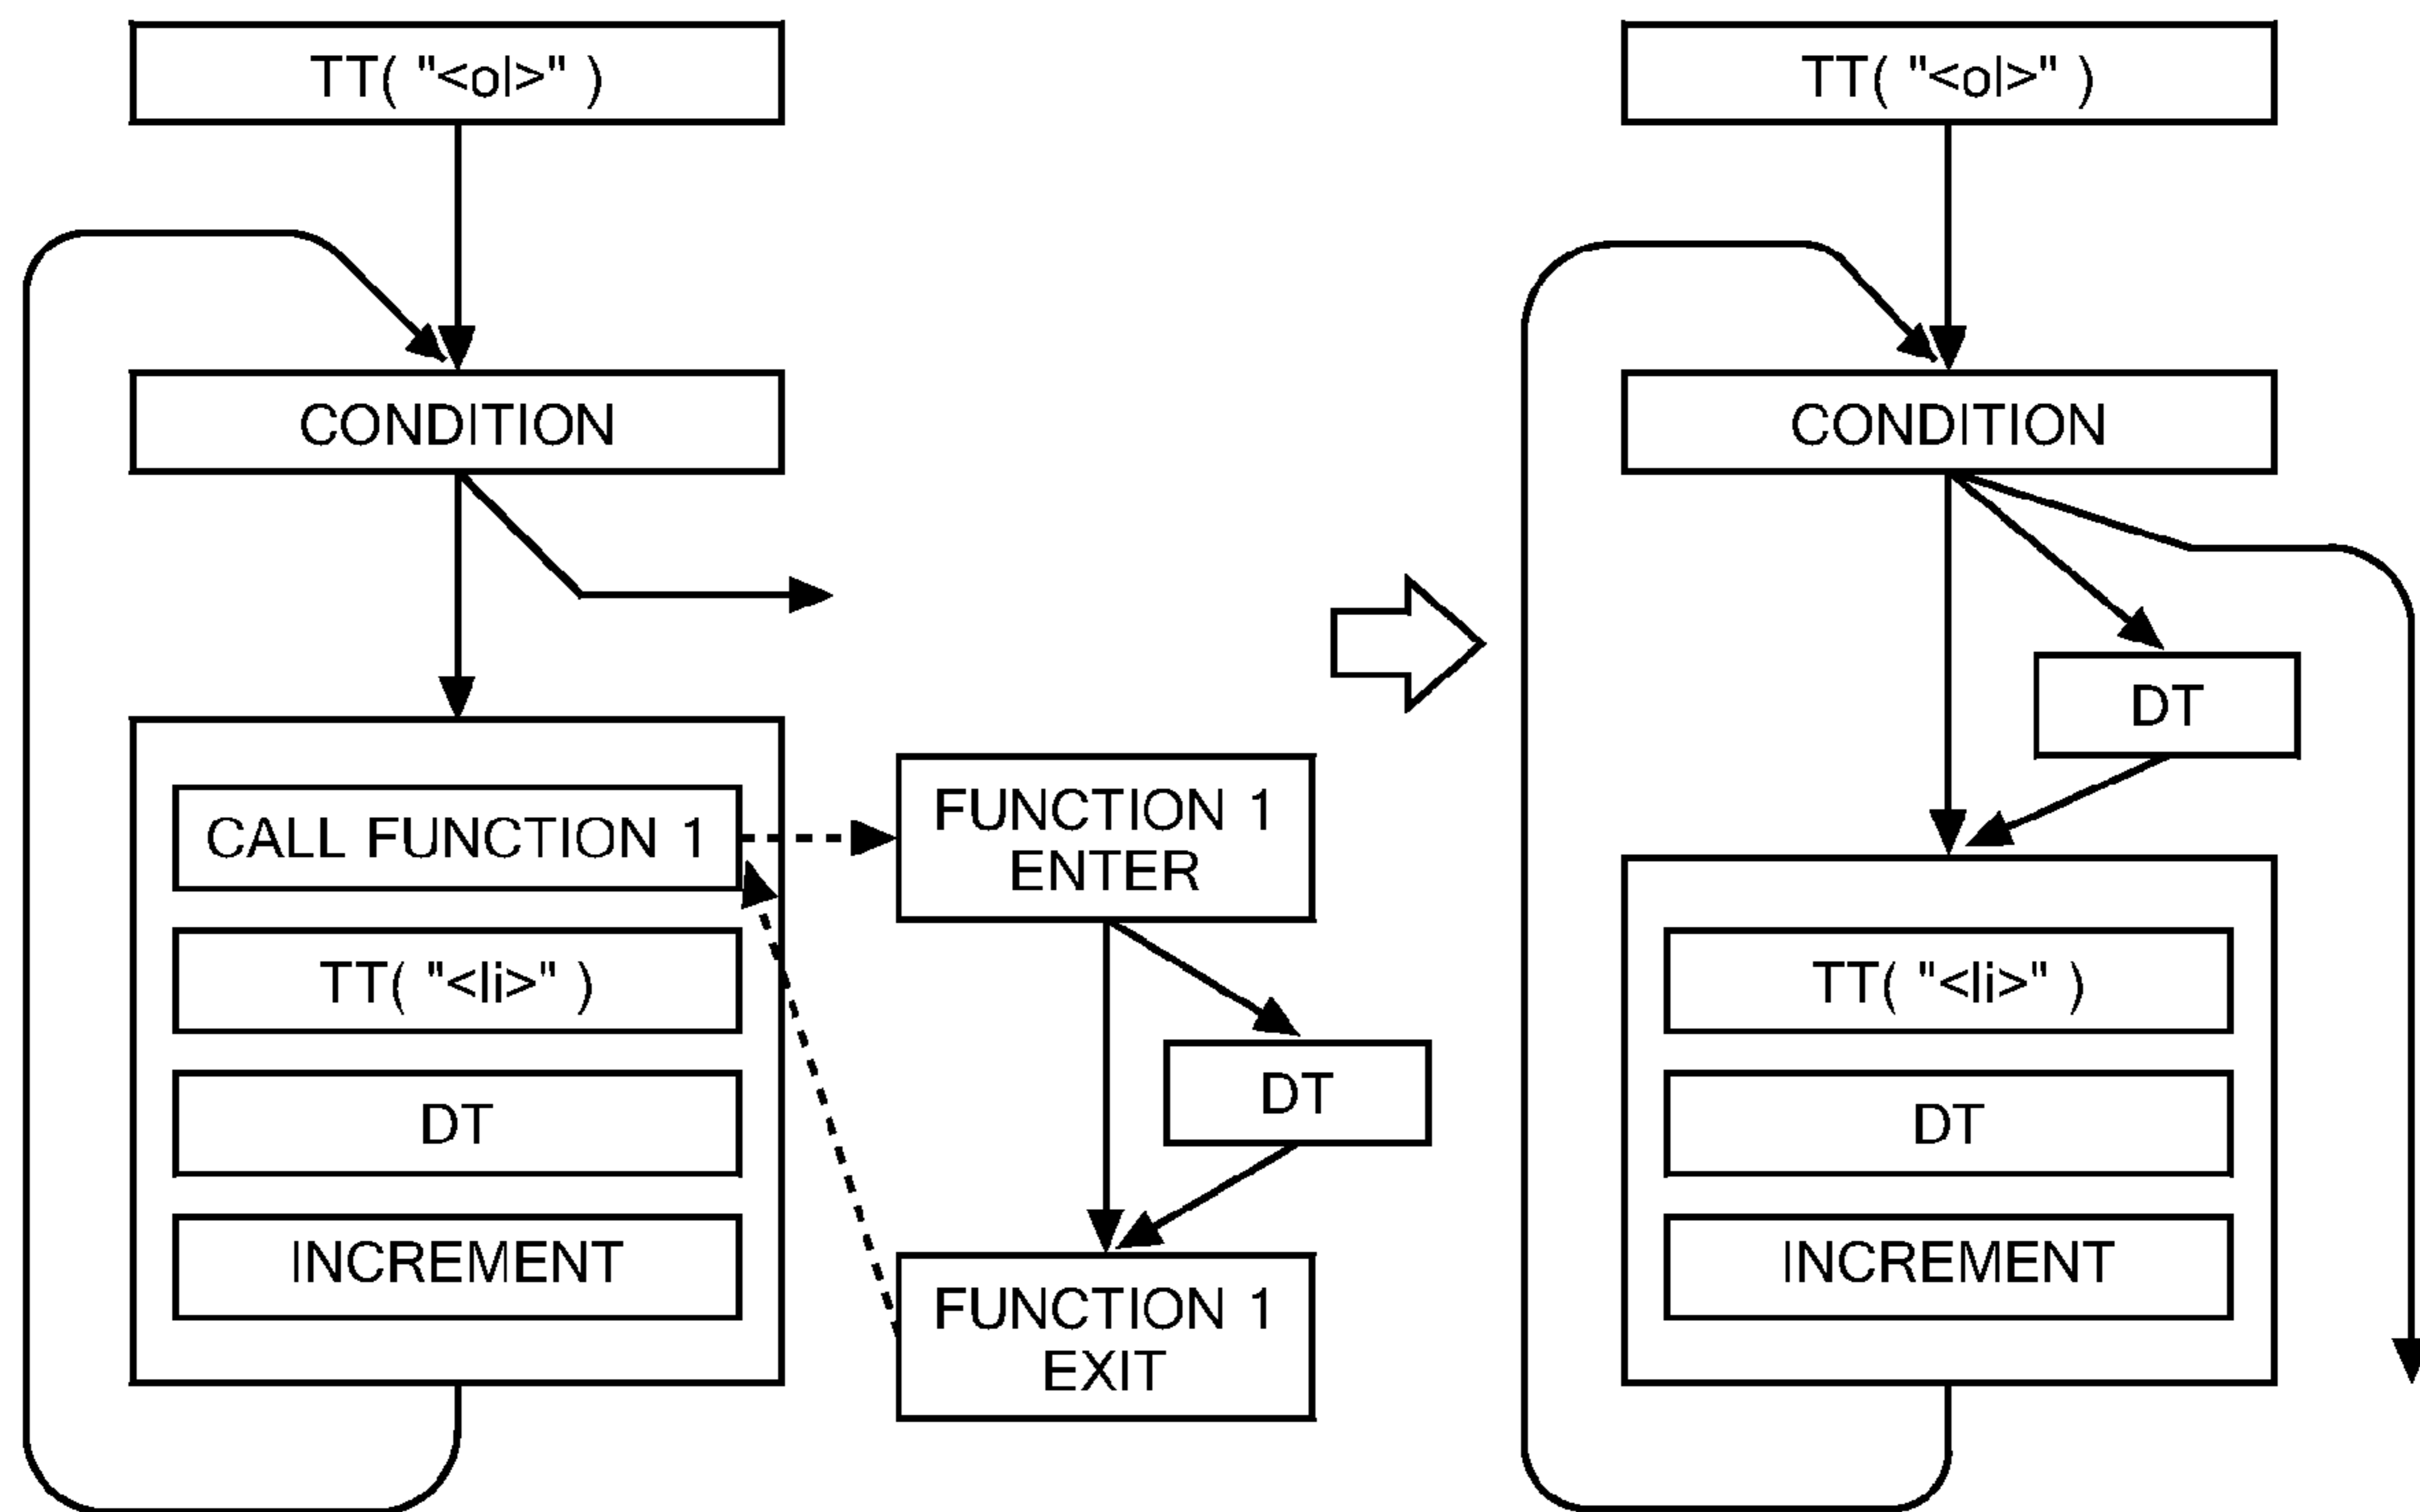 TT( "<ol>" )
CONDITION
CALL FUNCTION 1
TT( "<li>" )
DT
INCREMENT
FUNCTION 1
ENTER
DT
FUNCTION 1
EXIT
TT( "<ol>" )
CONDITION
DT
TT( "<li>" )
DT
INCREMENT